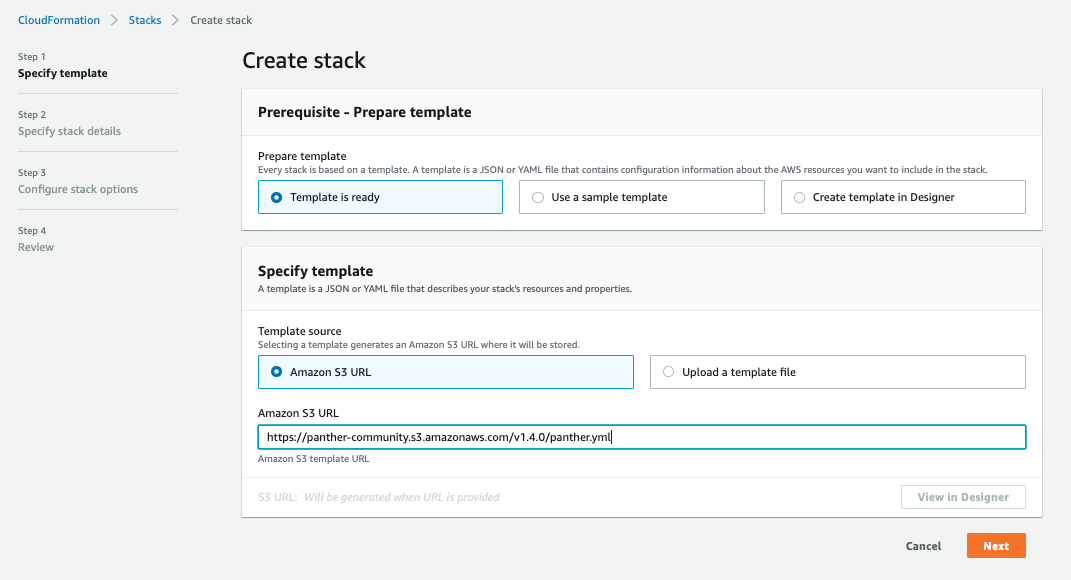 CloudFormation > Stacks > Create stack
Step 1
Specify template
Step 2
Specify stack details
Step 3
Configure stack options
Step 4
Review
Create stack
Prerequisite - Prepare template
Prepare template
Every stack is based on a template. A template is a JSON or YAML file that contains configuration information about the AWS resources you want to include in the stack.
Template is ready
Use a sample template
Create template in Designer
Specify template
A template is a JSON or YAML file that describes your stack's resources and properties.
Template source
Selecting a template generates an Amazon S3 URL where it will be stored.
Amazon S3 URL
Upload a template file
Amazon S3 URL
https://panther-community.s3.amazonaws.com/v1.4.0/panther.yml
Amazon S3 template URL
S3 URL: Will be generated when URL is provided
View in Designer
Cancel
Next